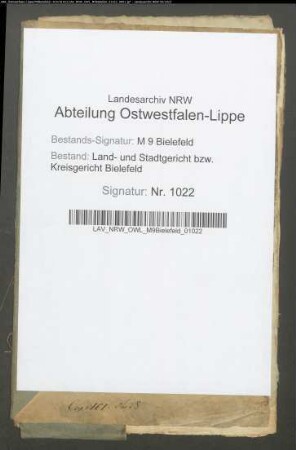 Landesarchiv NRW
Abteilung Ostwestfalen-Lippe
Bestands-Signatur: M 9 Bielefeld
Bestand: Land- und Stadtgericht bzw.
Kreisgericht Bielefeld
Signatur: Nr. 1022
LAV_NRW_OWL_M9Bielefeld_01022